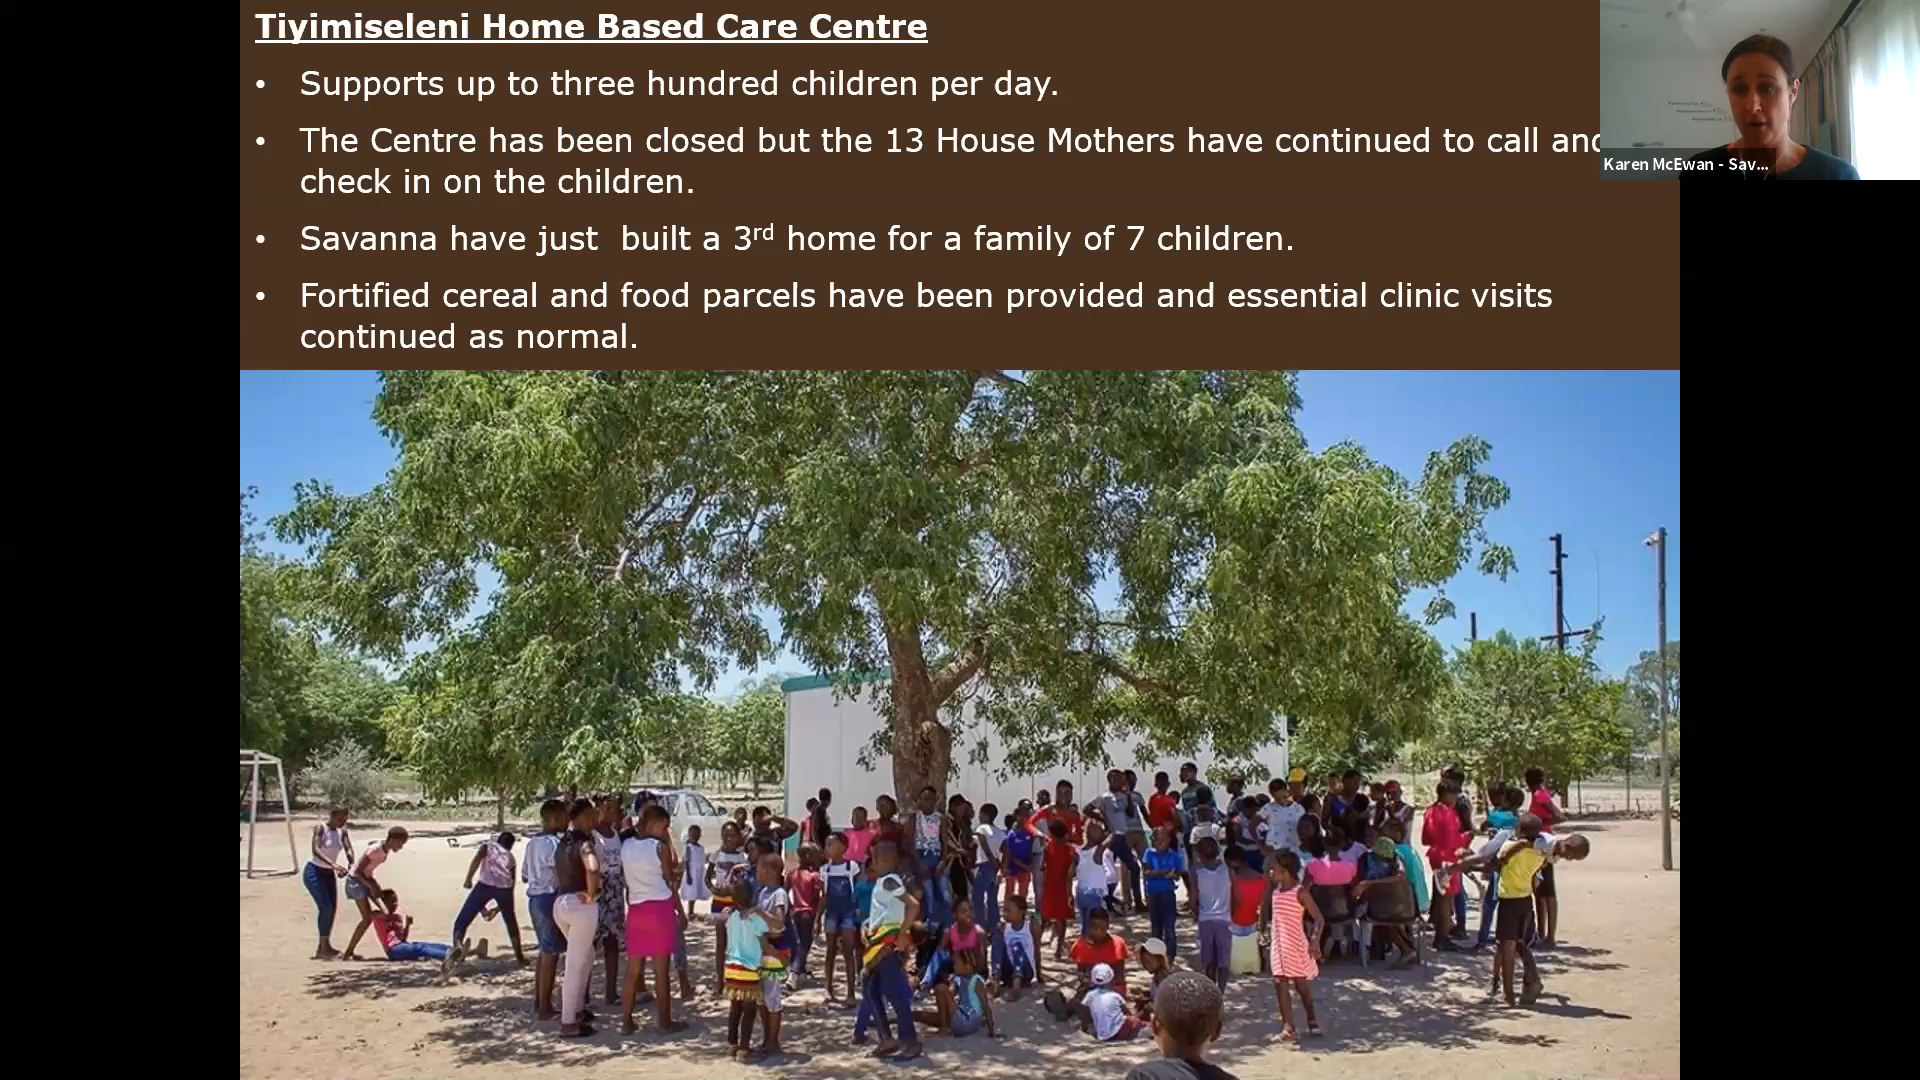 Tiyimiseleni Home Based Care Centre
• Supports up to three hundred children per day.
• The Centre has been closed but the 13 House Mothers have continued to call and
check in on the children.
• Savanna have just  built a 3rd home for a family of 7 children.
• Fortified cereal and food parcels have been provided and essential clinic visits
continued as normal.
Karen McEwan - Sav...